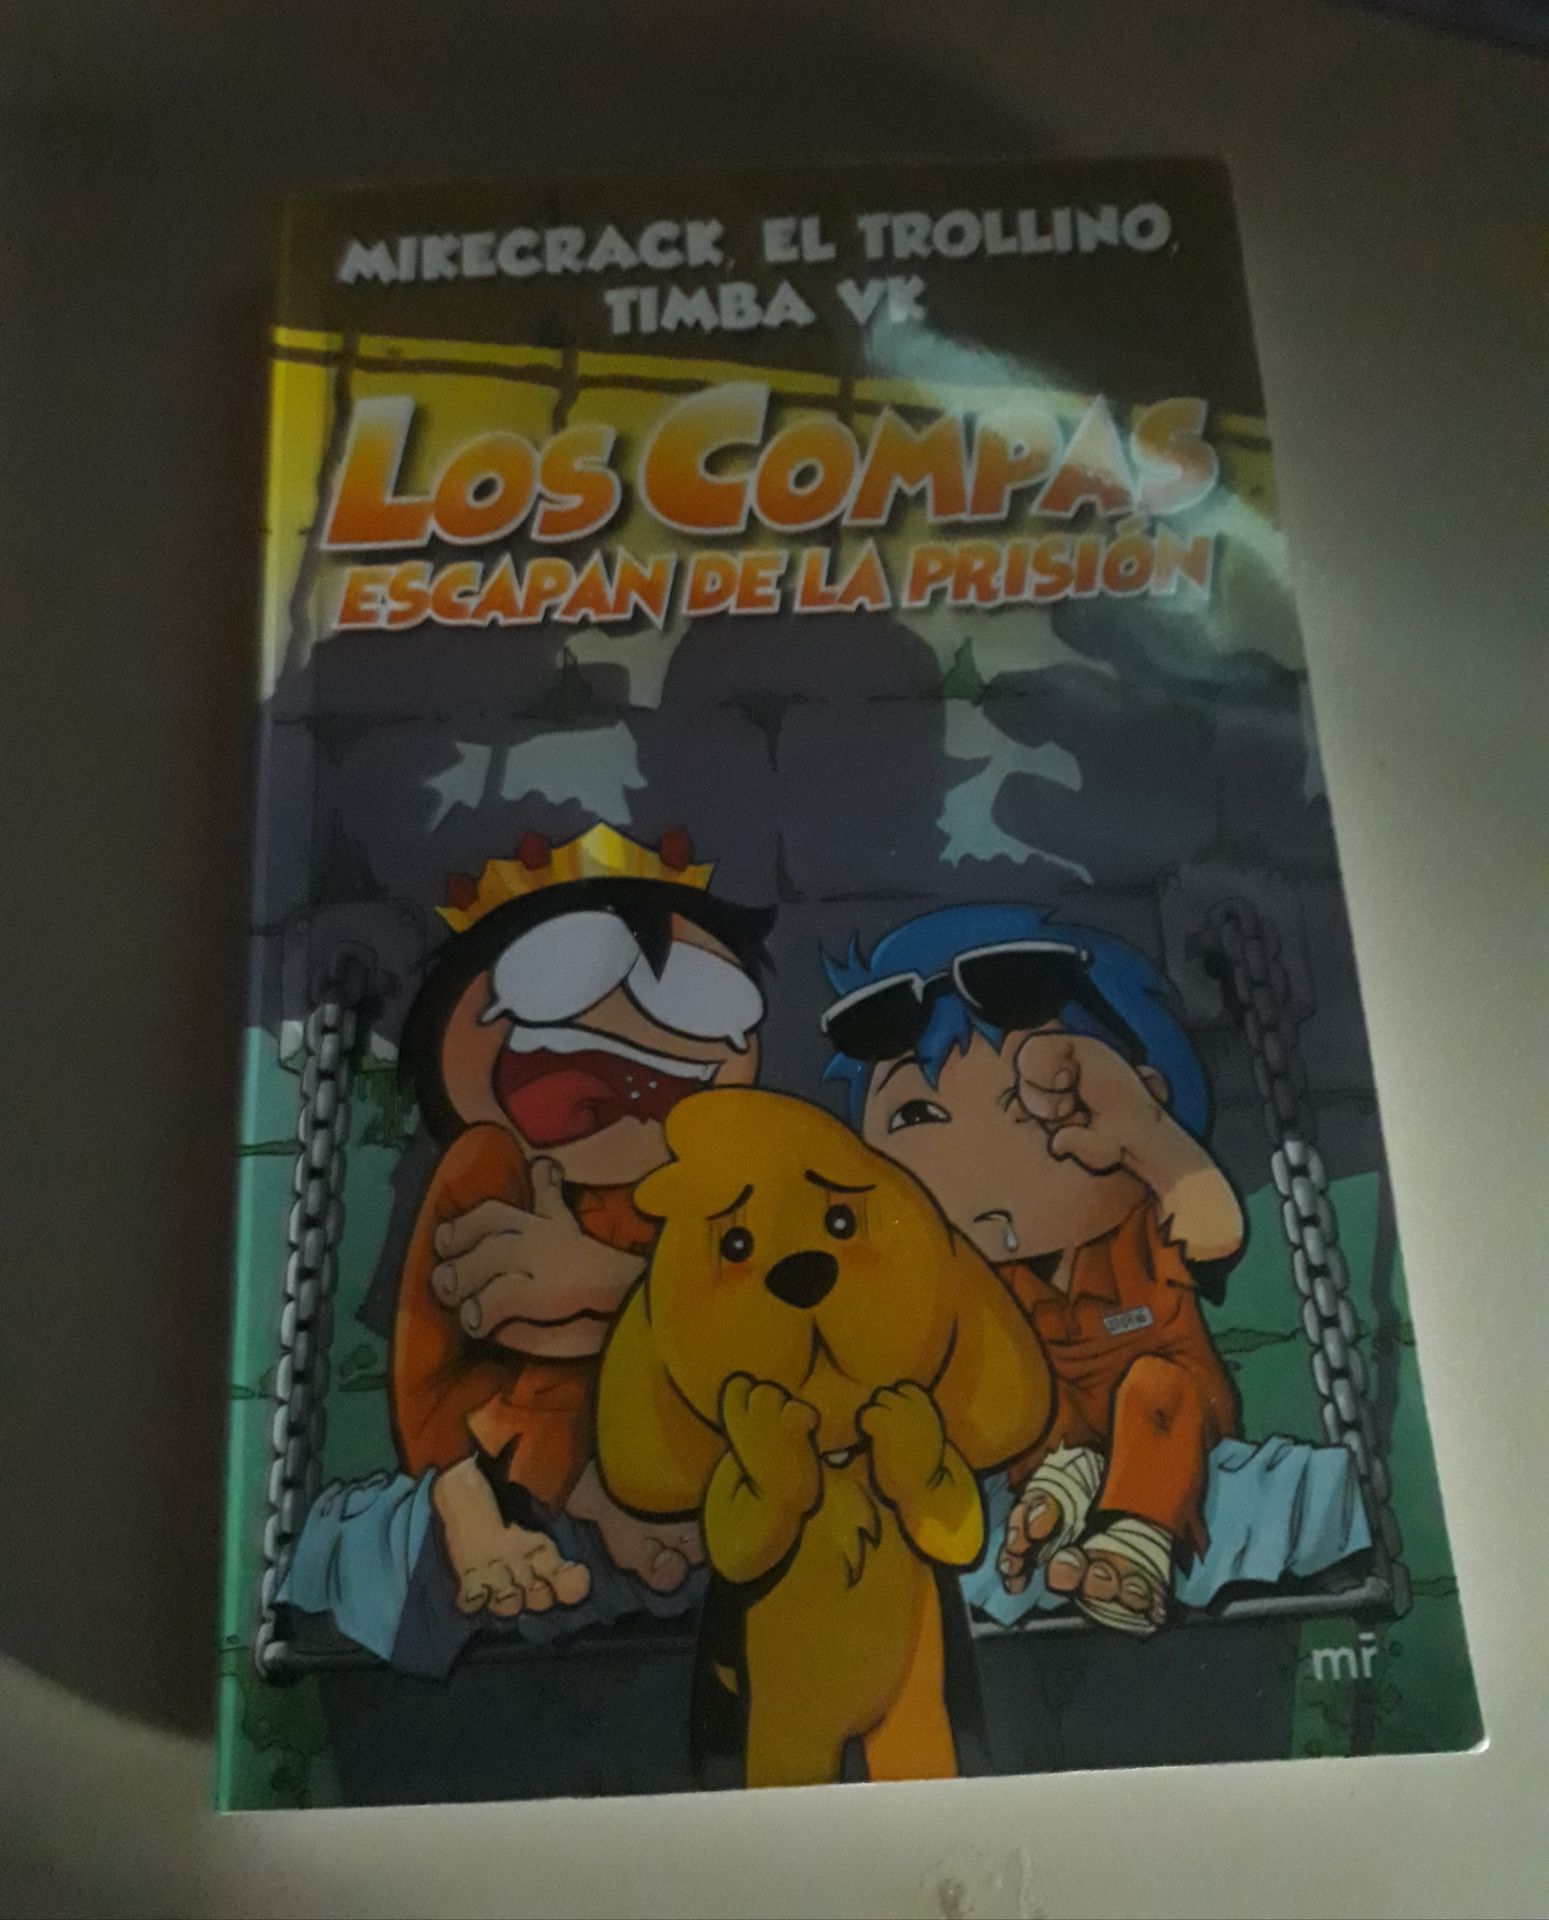 MIKECRACK, EL TROLLINO,
TIMBA VK
LOS COMPAS
ESCAPAN DE LA PRISIÓN
mr̄